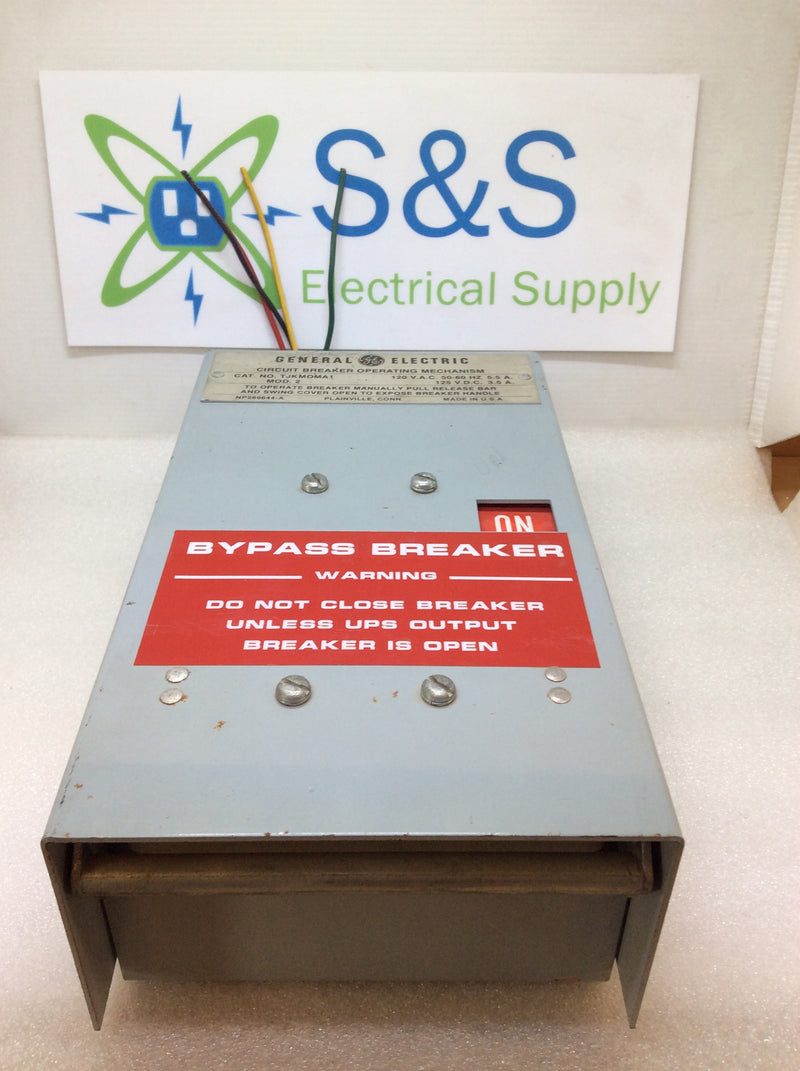 S&S
Electrical Supply
GENERAL GE ELECTRIC
CIRCUIT BREAKER OPERATING MECHANISM
CAT. NO. TJKMOMA1 120 V.A.C. 50-60 HZ 5.5 A.
MOD. 2 125 V.D.C. 3.5 A.
TO OPERATE BREAKER MANUALLY PULL RELEASE BAR
AND SWING COVER OPEN TO EXPOSE BREAKER HANDLE
NP269644-A PLAINVILLE, CONN MADE IN U.S.A.
ON
BYPASS BREAKER
WARNING
DO NOT CLOSE BREAKER
UNLESS UPS OUTPUT
BREAKER IS OPEN